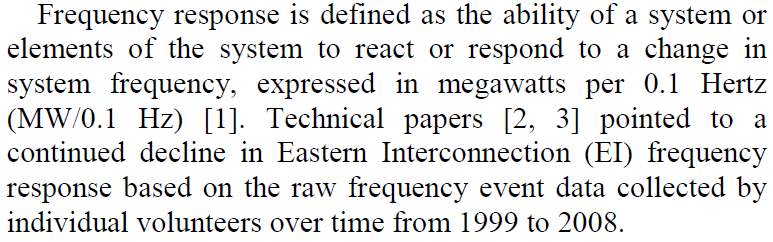 Frequency response is defined as the ability of a system or
elements of the system to react or respond to a change in
system frequency, expressed in megawatts per 0.1 Hertz
(MW/0.1 Hz) [1]. Technical papers [2, 3] pointed to a
continued decline in Eastern Interconnection (EI) frequency
response based on the raw frequency event data collected by
individual volunteers over time from 1999 to 2008.